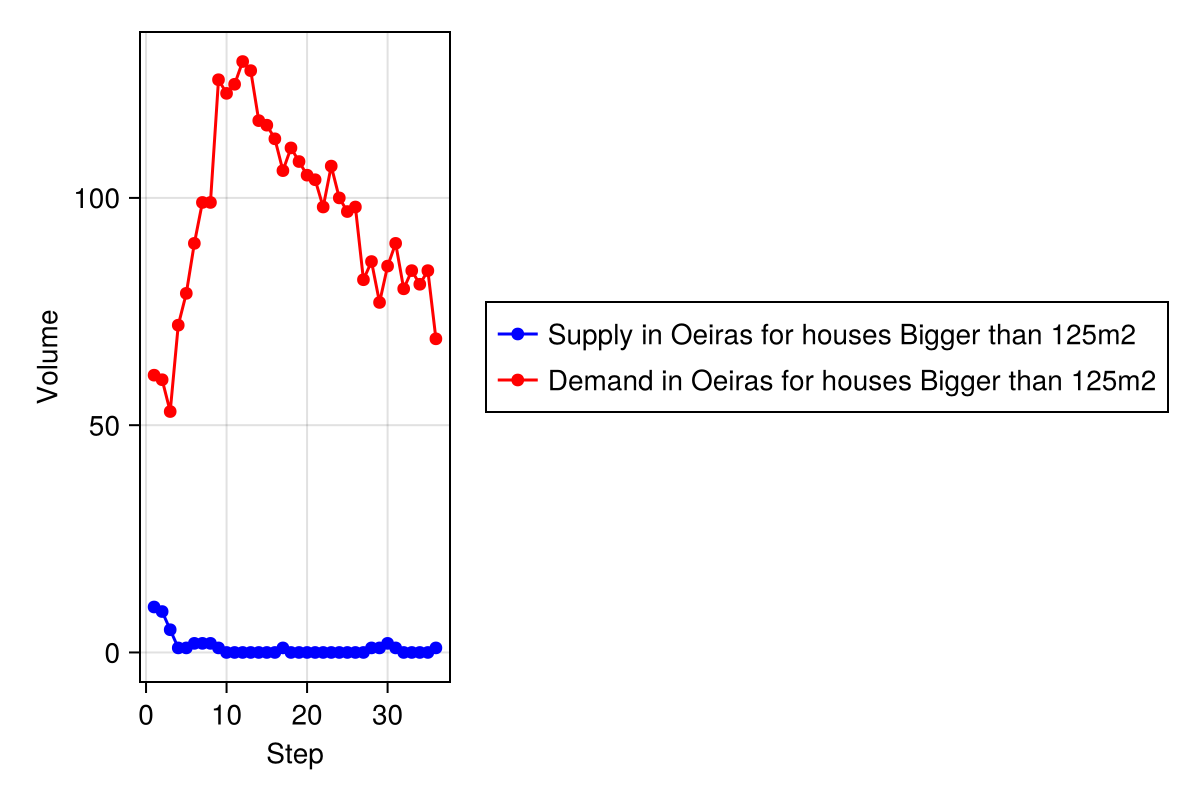 Volume
100
50
0
0 10 20 30
Step
Supply in Oeiras for houses Bigger than 125m2
Demand in Oeiras for houses Bigger than 125m2